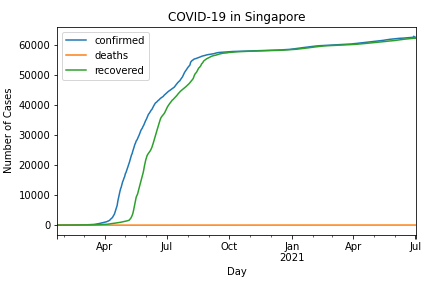 COVID-19 in Singapore
confirmed
deaths
recovered
60000
50000
40000
30000
20000
10000
0
Number of Cases
Apr
Jul
Oct
Jan
2021
Apr
Jul
Day